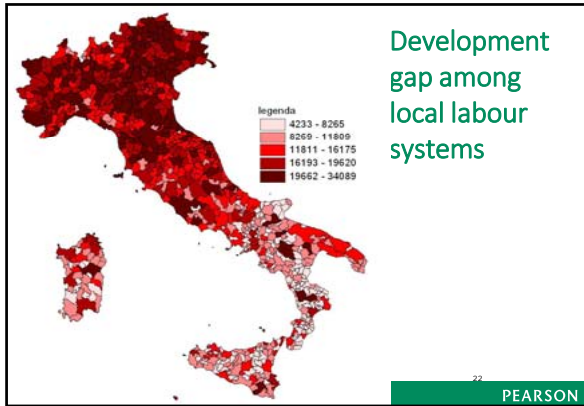 Development
gap among
local labour
systems
legenda
4233 - 8265
8269 - 11809
11811 - 16175
16193 - 19620
19662 - 34089
22
PEARSON